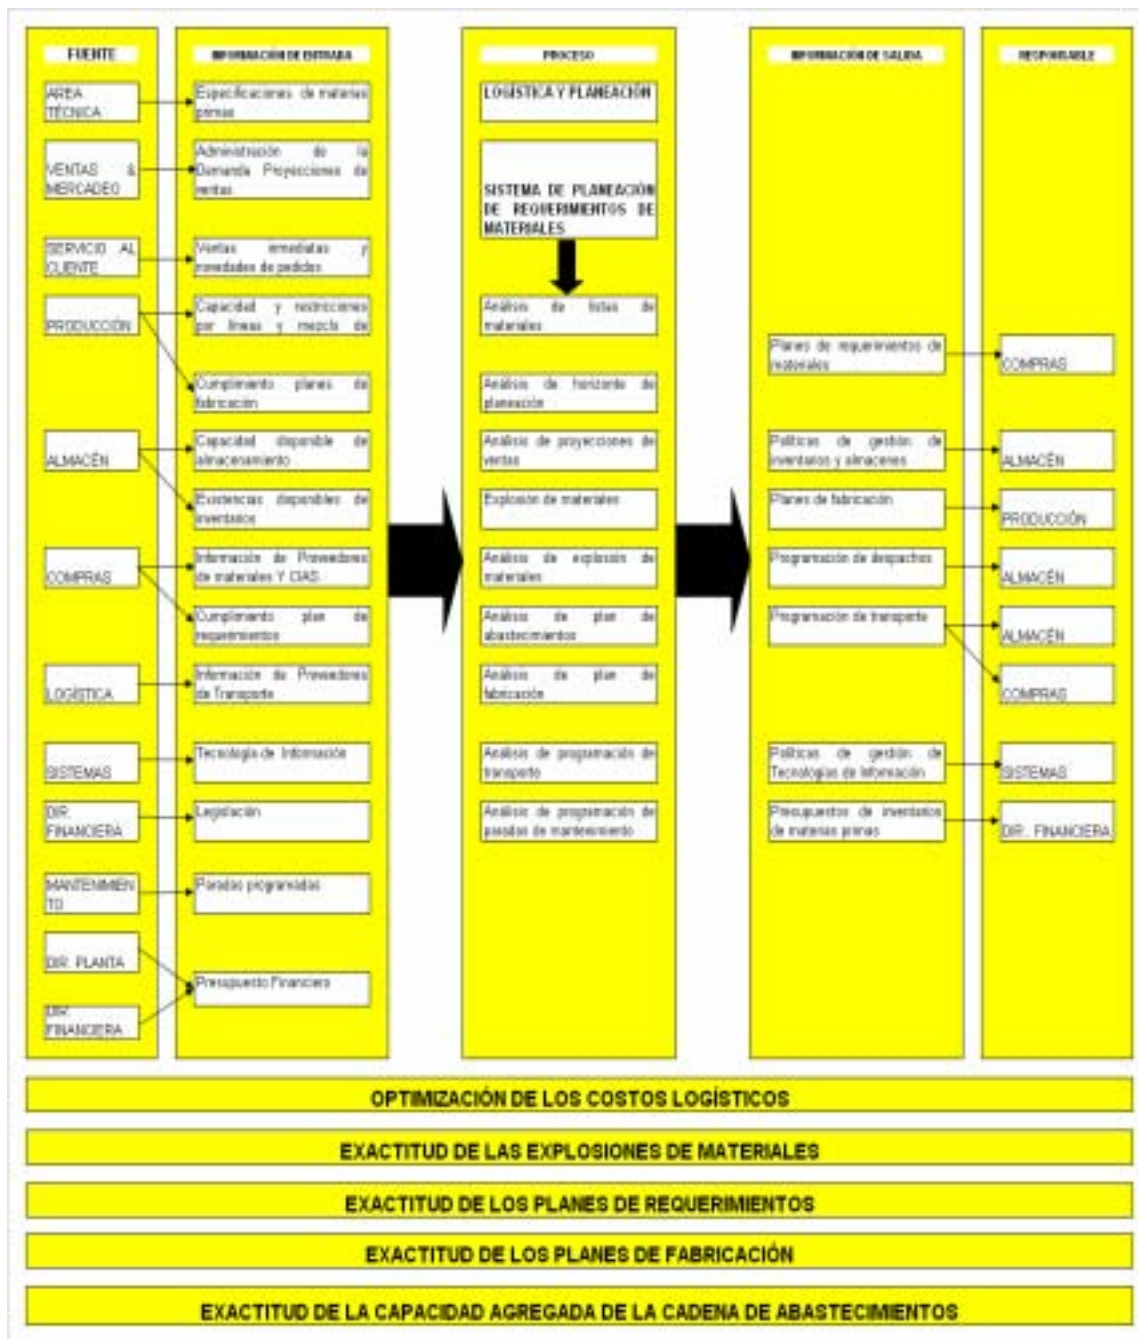 FUENTE
AREA
TÉCNICA
VENTAS &
MERCADEO
SERVICIO AL
CLIENTE
PRODUCCIÓN
ALMACÉN
COMPRAS
LOGÍSTICA
SISTEMAS
DIR.
FINANCIERA
MANTENIMIEN
TO
DIR. PLANTA
DIR.
FINANCIERA
INFORMACIÓN DE ENTRADA
Especificaciones de materias
primas
Administración de la
Demanda Proyecciones de
ventas
Ventas inmediatas y
novedades de pedidos
Capacidad y restricciones
por líneas y mezcla de
Cumplimiento planes de
fabricación
Capacidad disponible de
almacenamiento
Existencias disponibles de
inventarios
Información de Proveedores
de materiales Y CIAS.
Cumplimiento plan de
requerimientos
Información de Proveedores
de Transporte
Tecnología de Información
Legislación
Paradas programadas
Presupuesto Financiero
PROCESO
LOGÍSTICA Y PLANEACIÓN
SISTEMA DE PLANEACIÓN
DE REQUERIMIENTOS DE
MATERIALES
Análisis de listas de
materiales
Análisis de horizonte de
planeación
Análisis de proyecciones de
ventas
Explosión de materiales
Análisis de explosión de
materiales
Análisis de plan de
abastecimientos
Análisis de plan de
fabricación
Análisis de programación de
transporte
Análisis de programación de
paradas de mantenimiento
INFORMACIÓN DE SALIDA
Planes de requerimientos de
materiales
Políticas de gestión de
inventarios y almacenes
Planes de fabricación
Programación de despachos
Programación de transporte
Políticas de gestión de
Tecnologías de Información
Presupuestos de inventarios
de materias primas
RESPONSABLE
COMPRAS
ALMACÉN
PRODUCCIÓN
ALMACÉN
ALMACÉN
COMPRAS
SISTEMAS
DIR. FINANCIERA
OPTIMIZACIÓN DE LOS COSTOS LOGÍSTICOS
EXACTITUD DE LAS EXPLOSIONES DE MATERIALES
EXACTITUD DE LOS PLANES DE REQUERIMIENTOS
EXACTITUD DE LOS PLANES DE FABRICACIÓN
EXACTITUD DE LA CAPACIDAD AGREGADA DE LA CADENA DE ABASTECIMIENTOS